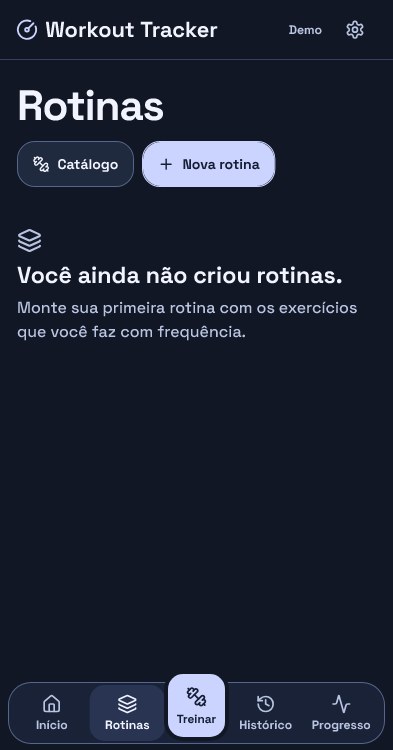 Workout Tracker
Demo
Rotinas
Catálogo
Nova rotina
Você ainda não criou rotinas.
Monte sua primeira rotina com os exercícios
que você faz com frequência.
Início
Rotinas
Treinar
Histórico
Progresso